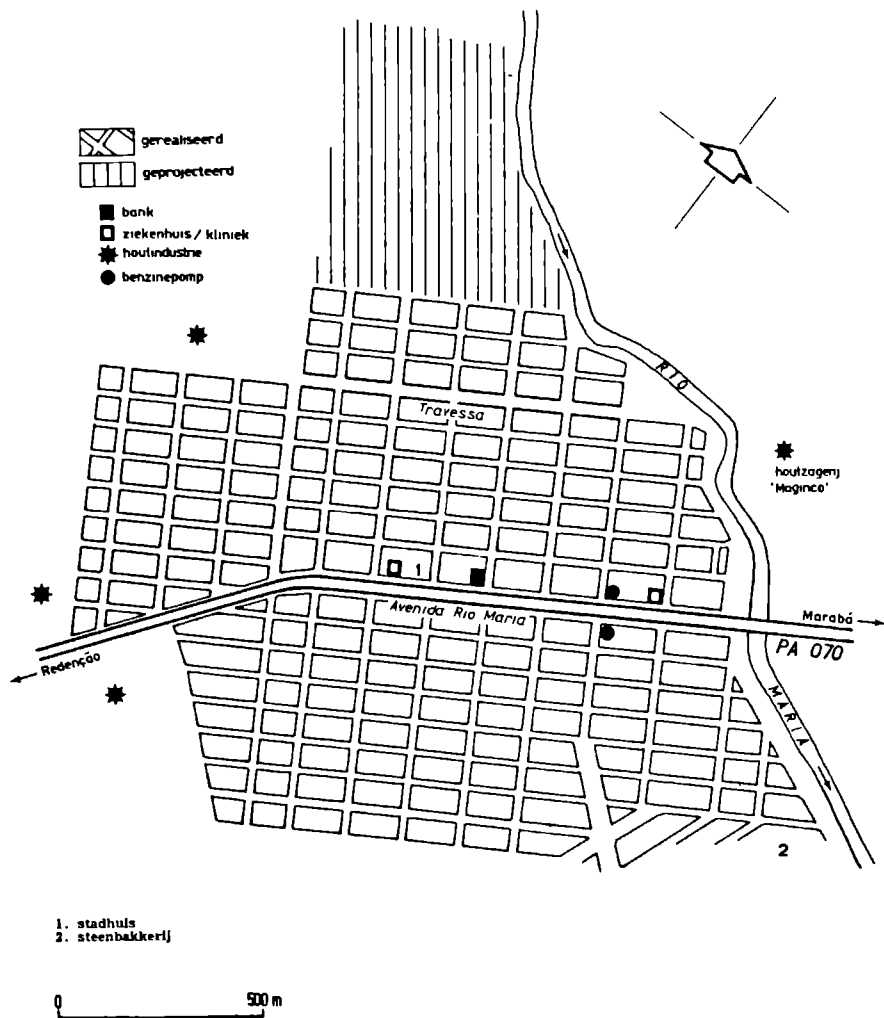 gerealiseerd
geprojecteerd
bank
ziekenhuis / kliniek
houtindustrie
benzinepomp
RIO
Travessa
houtzagerij
'Maginco'
1
Avenida Rio Maria
Marabá
PA 070
Redenção
MARIA
2
1. stadhuis
2. steenbakkerij
0 500 m